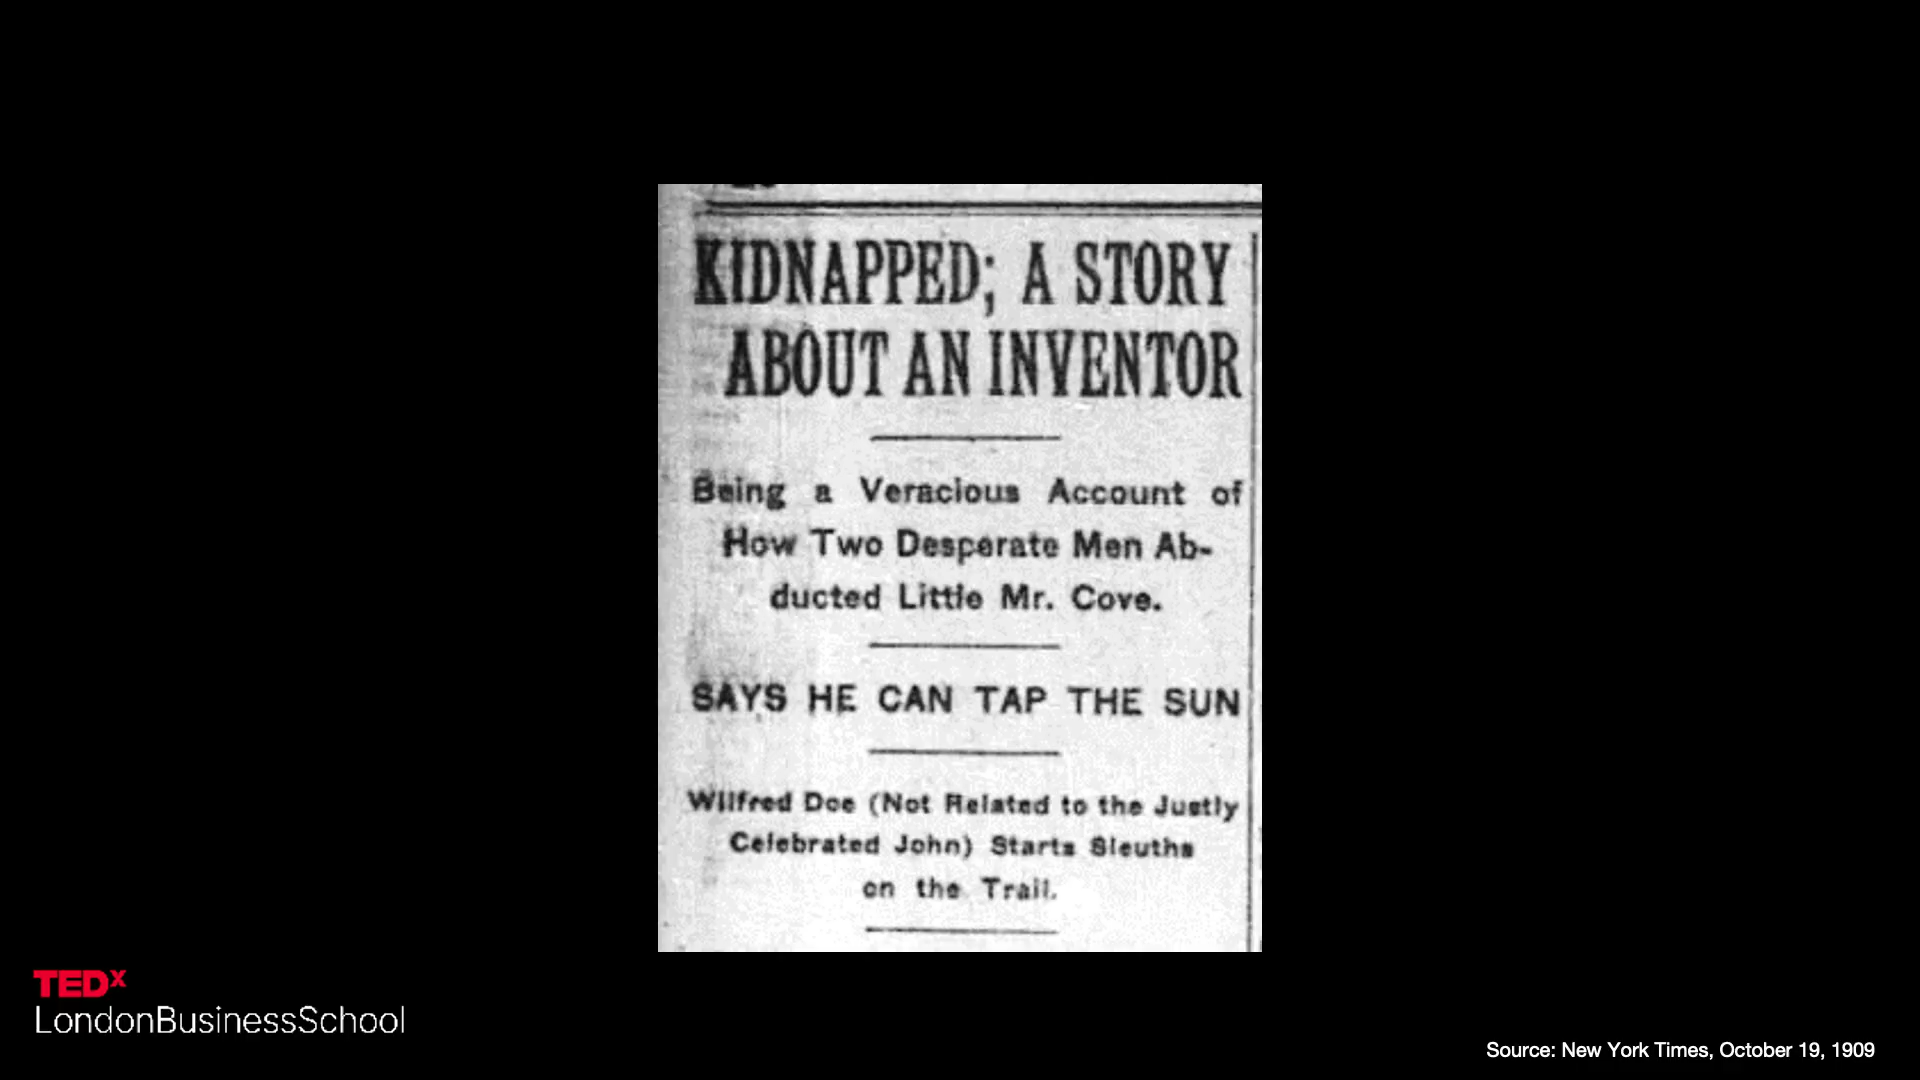 KIDNAPPED; A STORY
ABOUT AN INVENTOR
Being a Veracious Account of
How Two Desperate Men Ab-
ducted Little Mr. Cove.
SAYS HE CAN TAP THE SUN
Wilfred Doe (Not Related to the Justly
Celebrated John) Starts Sleuths
on the Trail.
TEDx
LondonBusinessSchool
Source: New York Times, October 19, 1909